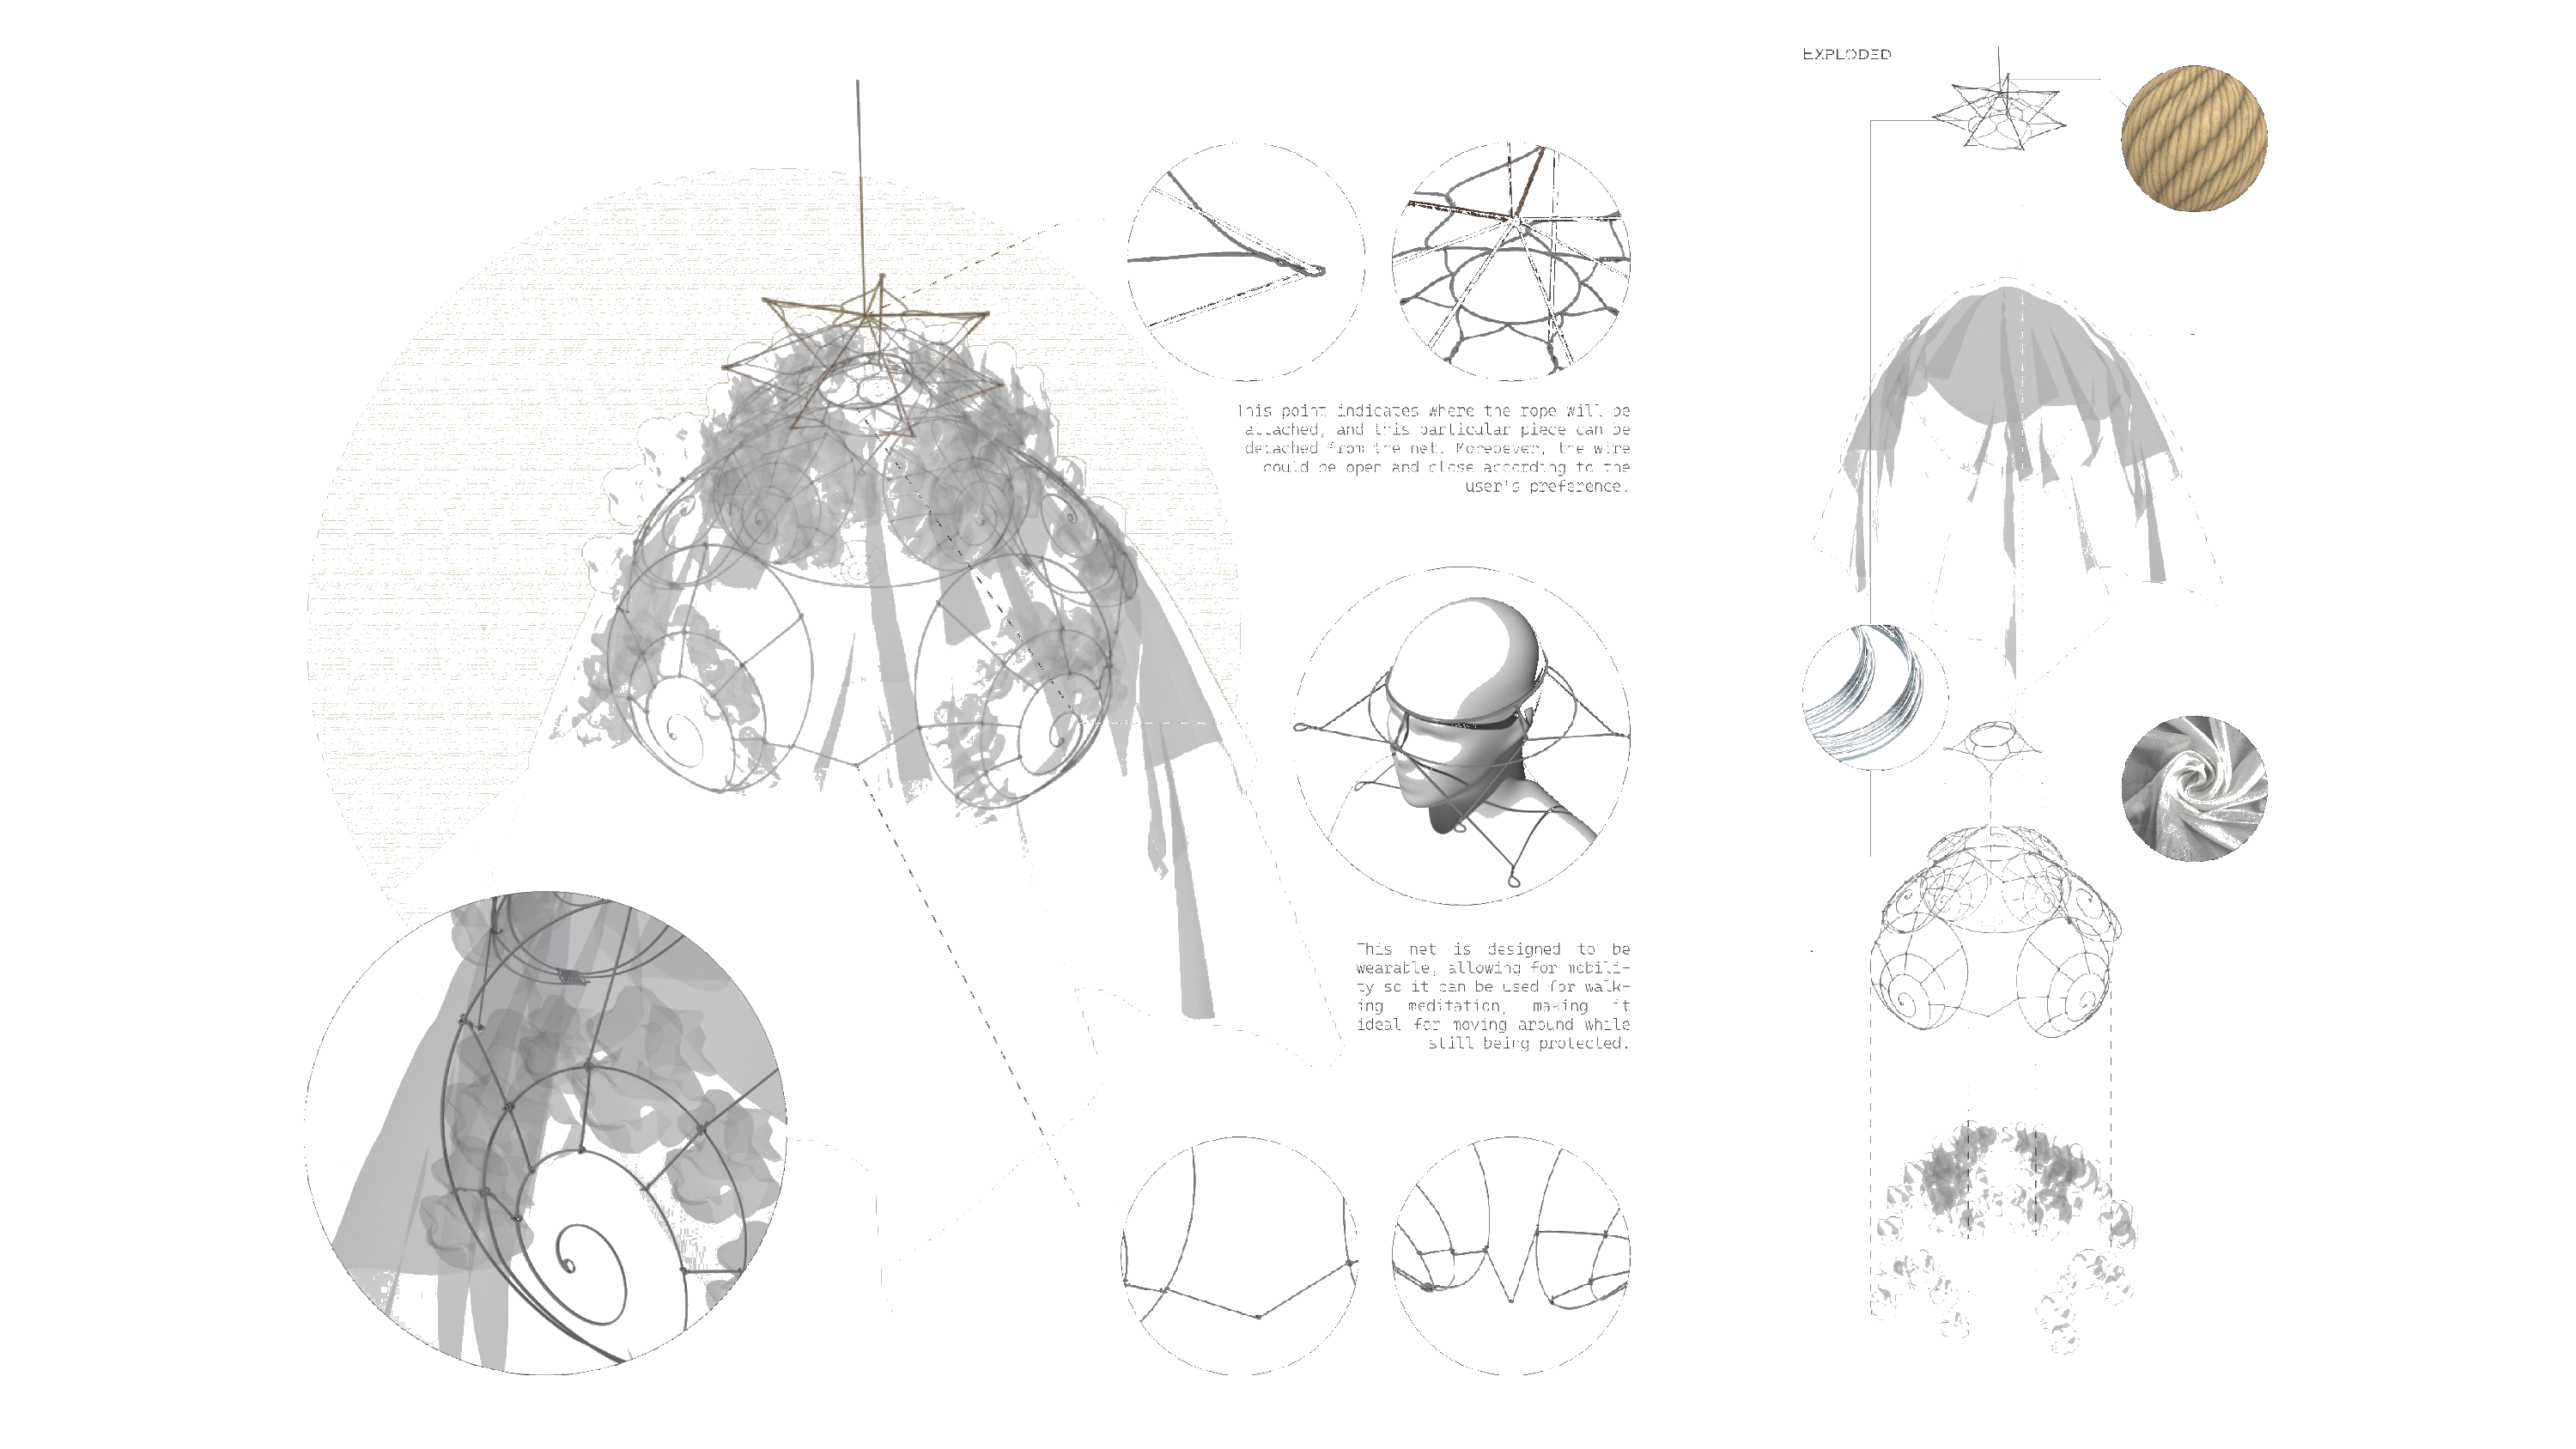 EXPLODED
This point indicates where the rope will be
attached, and this particular piece can be
detached from the net. Moreoever, the wire
could be open and close according to the
user's preference.
This net is designed to be
wearable, allowing for mobili-
ty so it can be used for walk-
ing meditation, making it
ideal for moving around while
still being protected.